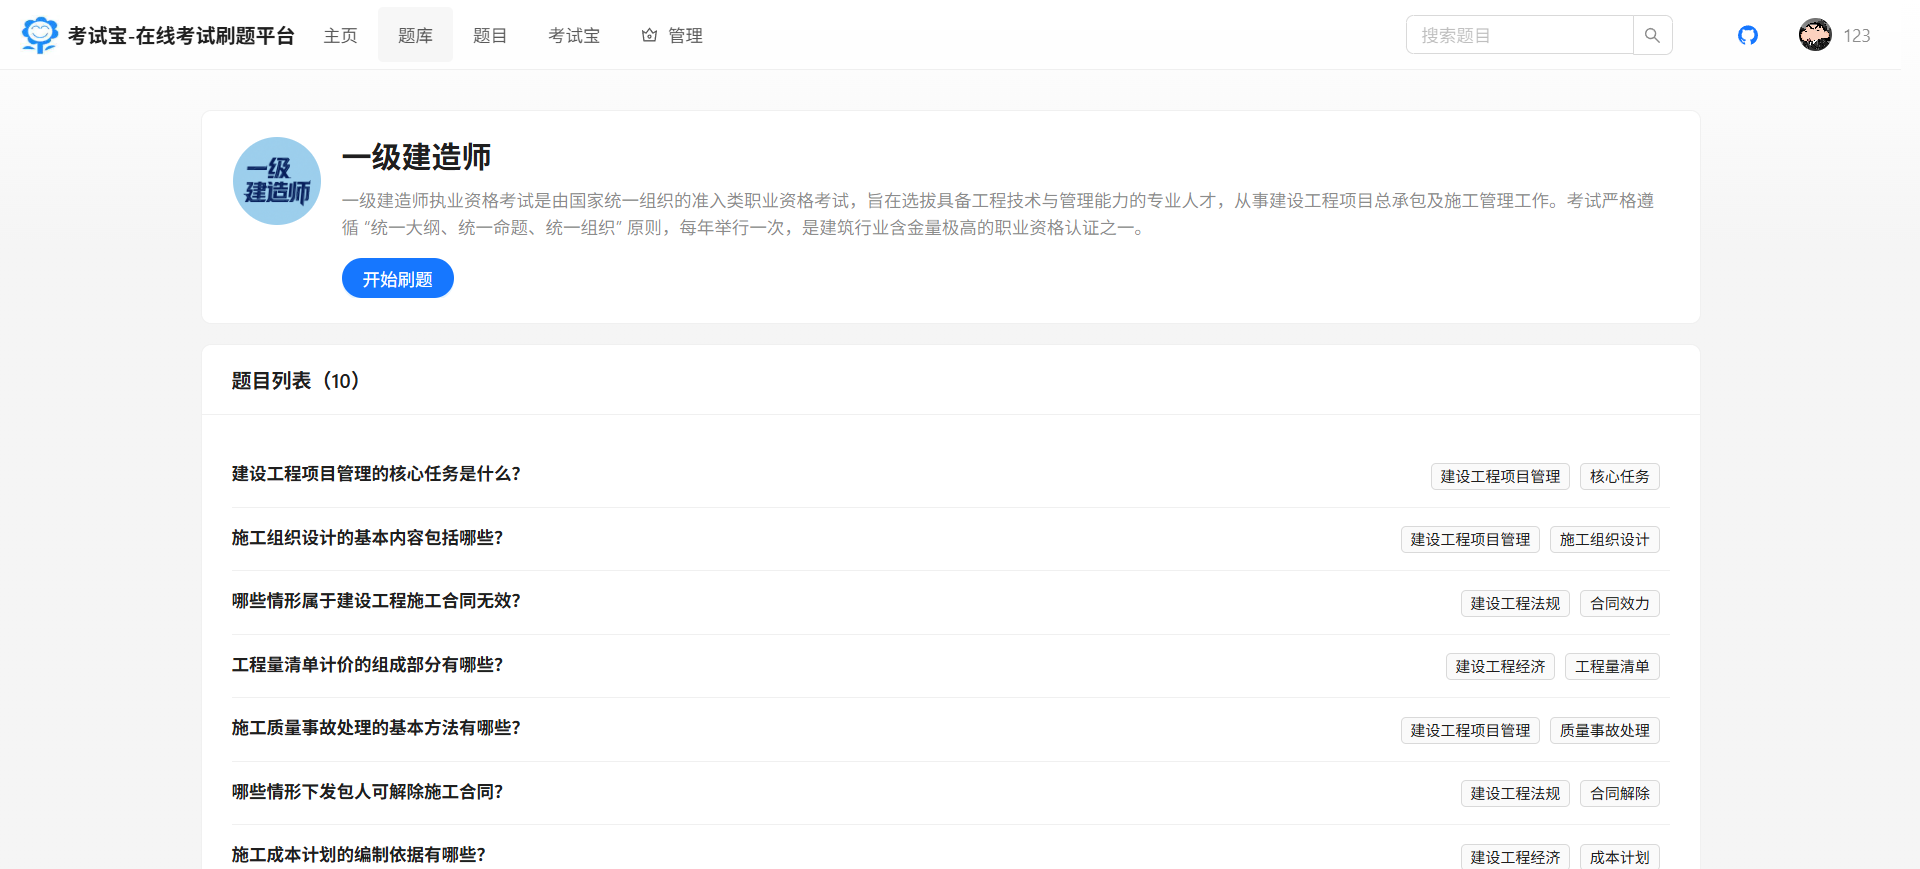 考试宝-在线考试刷题平台 主页 题库 题目 考试宝 管理 搜索题目 123
一级
建造师
一级建造师
一级建造师执业资格考试是由国家统一组织的准入类职业资格考试，旨在选拔具备工程技术与管理能力的专业人才，从事建设工程项目总承包及施工管理工作。考试严格遵
循 “统一大纲、统一命题、统一组织” 原则，每年举行一次，是建筑行业含金量极高的职业资格认证之一。
开始刷题
题目列表（10）
建设工程项目管理的核心任务是什么？ 建设工程项目管理 核心任务
施工组织设计的基本内容包括哪些？ 建设工程项目管理 施工组织设计
哪些情形属于建设工程施工合同无效？ 建设工程法规 合同效力
工程量清单计价的组成部分有哪些？ 建设工程经济 工程量清单
施工质量事故处理的基本方法有哪些？ 建设工程项目管理 质量事故处理
哪些情形下发包人可解除施工合同？ 建设工程法规 合同解除
施工成本计划的编制依据有哪些？ 建设工程经济 成本计划